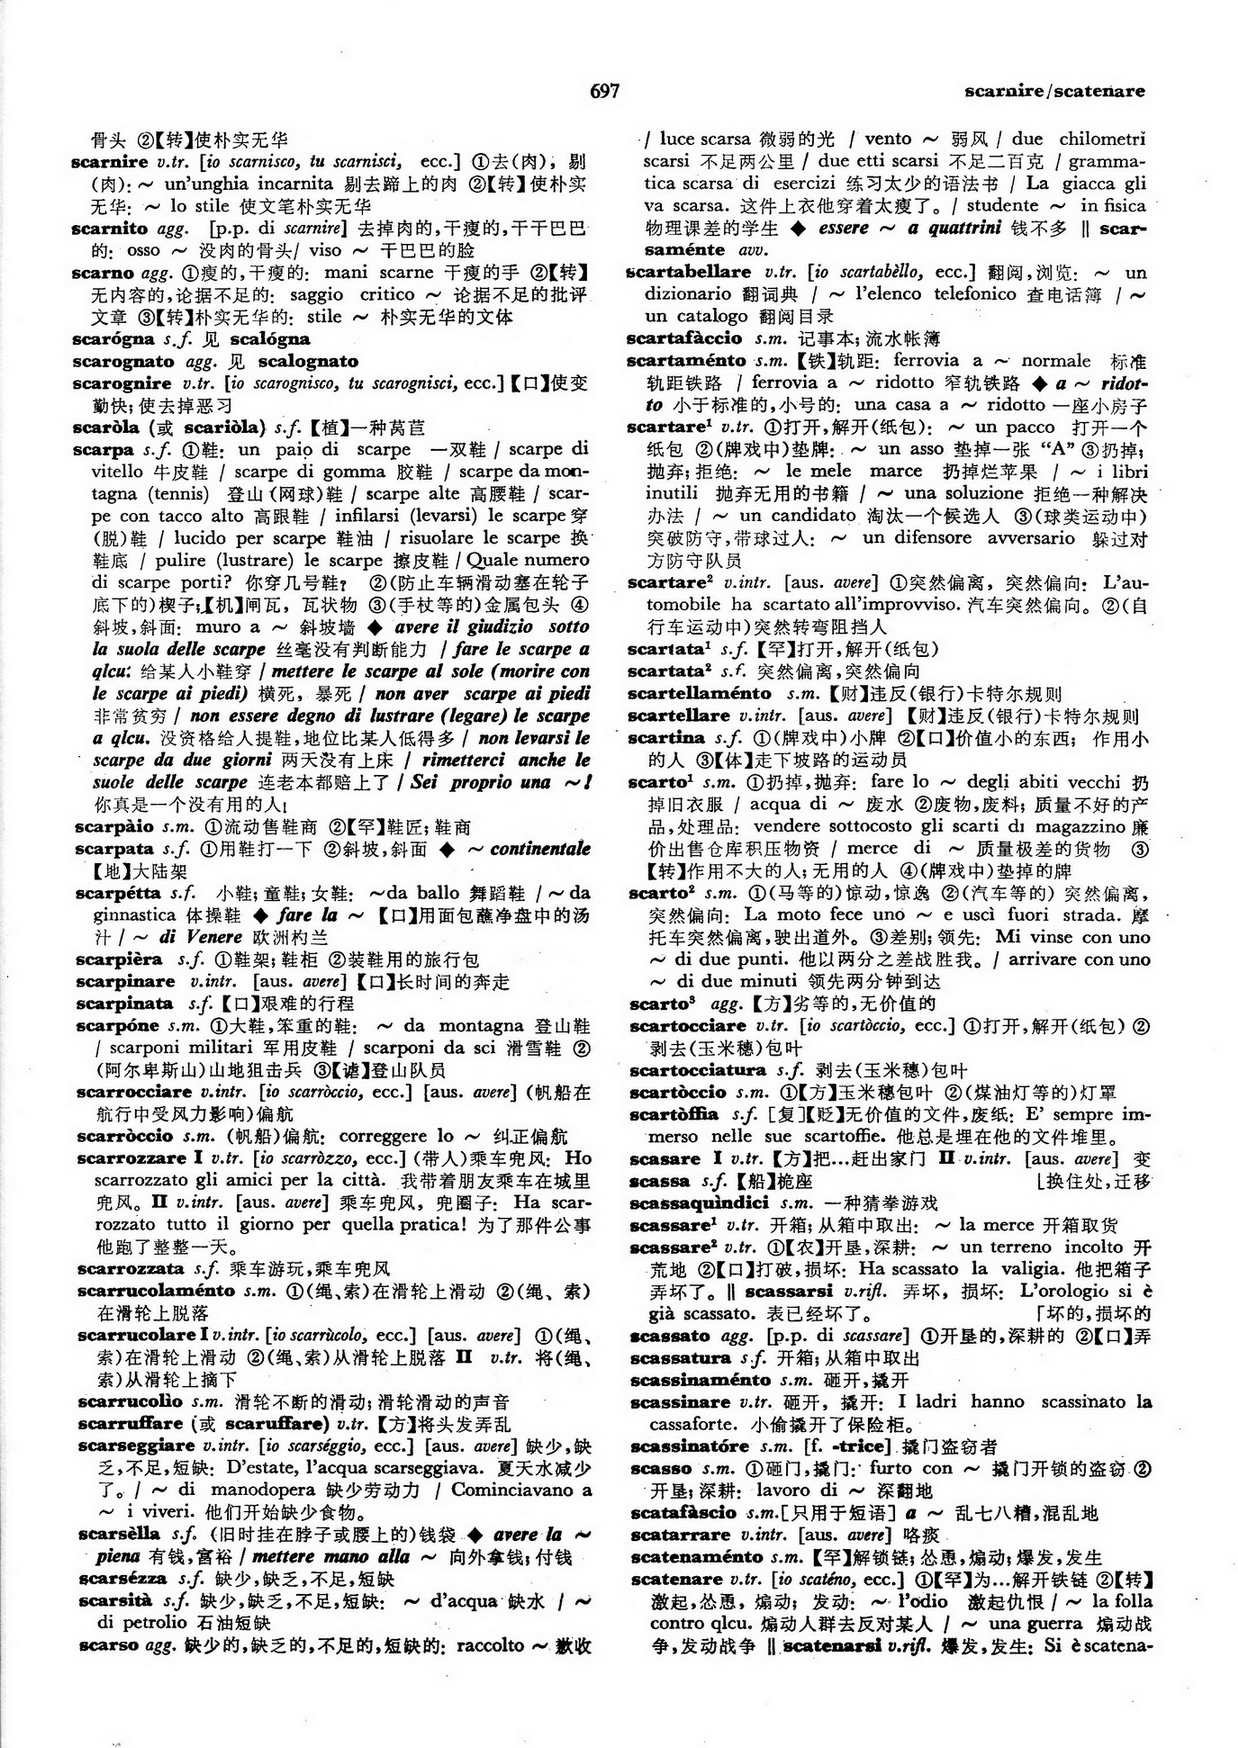 697
scarnire/scatenare
骨头 ②【转】使朴实无华
scarnire v.tr. [io scarnisco, tu scarnisci, ecc.] ①去(肉), 剔
(肉): ～ un'unghia incarnita 剔去蹄上的肉 ②【转】使朴实
无华: ～ lo stile 使文笔朴实无华
scarnito agg. [p.p. di scarnire] 去掉肉的,干瘦的,干干巴巴
的: osso ～ 没肉的骨头/ viso ～ 干巴巴的脸
scarno agg. ①瘦的,干瘦的: mani scarne 干瘦的手 ②【转】
无内容的,论据不足的: saggio critico ～ 论据不足的批评
文章 ③【转】朴实无华的: stile ～ 朴实无华的文体
scarógna s.f. 见 scalógna
scarognato agg. 见 scalognato
scarognire v.tr. [io scarognisco, tu scarognisci, ecc.]【口】使变
勤快; 使去掉恶习
scaròla (或 scariòla) s.f.【植】一种莴苣
scarpa s.f. ①鞋: un paio di scarpe 一双鞋 / scarpe di
vitello 牛皮鞋 / scarpe di gomma 胶鞋 / scarpe da mon-
tagna (tennis) 登山(网球)鞋 / scarpe alte 高腰鞋 / scar-
pe con tacco alto 高跟鞋 / infilarsi (levarsi) le scarpe 穿
(脱)鞋 / lucido per scarpe 鞋油 / risuolare le scarpe 换
鞋底 / pulire (lustrare) le scarpe 擦皮鞋 / Quale numero
di scarpe porti? 你穿几号鞋? ②(防止车辆滑动塞在轮子
底下的)楔子;【机】闸瓦, 瓦状物 ③(手杖等的)金属包头 ④
斜坡,斜面: muro a ～ 斜坡墙 ◆ avere il giudizio sotto
la suola delle scarpe 丝毫没有判断能力 / fare le scarpe a
qlcu. 给某人小鞋穿 / mettere le scarpe al sole (morire con
le scarpe ai piedi) 横死, 暴死 / non aver scarpe ai piedi
非常贫穷 / non essere degno di lustrare (legare) le scarpe
a qlcu. 没资格给人提鞋,地位比某人低得多 / non levarsi le
scarpe da due giorni 两天没有上床 / rimetterci anche le
suole delle scarpe 连老本都赔上了 / Sei proprio una ～!
你真是一个没有用的人!
scarpàio s.m. ①流动售鞋商 ②【罕】鞋匠; 鞋商
scarpata s.f. ①用鞋打一下 ②斜坡,斜面 ◆ ～ continentale
【地】大陆架
scarpétta s.f. 小鞋; 童鞋; 女鞋: ～da ballo 舞蹈鞋 / ～ da
ginnastica 体操鞋 ◆ fare la ～ 【口】用面包蘸净盘中的汤
汁 / ～ di Venere 欧洲杓兰
scarpièra s.f. ①鞋架; 鞋柜 ②装鞋用的旅行包
scarpinare v.intr. [aus. avere]【口】长时间的奔走
scarpinata s.f.【口】艰难的行程
scarpóne s.m. ①大鞋,笨重的鞋: ～ da montagna 登山鞋
/ scarponi militari 军用皮鞋 / scarponi da sci 滑雪鞋 ②
(阿尔卑斯山)山地狙击兵 ③【谑】登山队员
scarrocciare v.intr. [io scarròccio, ecc.] [aus. avere] (帆船在
航行中受风力影响)偏航
scarròccio s.m. (帆船)偏航: correggere lo ～ 纠正偏航
scarrozzare I v.tr. [io scarròzzo, ecc.] (带人)乘车兜风: Ho
scarrozzato gli amici per la città. 我带着朋友乘车在城里
兜风。II v.intr. [aus. avere] 乘车兜风, 兜圈子: Ha scar-
rozzato tutto il giorno per quella pratica! 为了那件公事
他跑了整整一天。
scarrozzata s.f. 乘车游玩,乘车兜风
scarrucolaménto s.m. ①(绳、索)在滑轮上滑动 ②(绳、索)
在滑轮上脱落
scarrucolare I v.intr. [io scarrùcolo, ecc.] [aus. avere] ①(绳、
索)在滑轮上滑动 ②(绳、索)从滑轮上脱落 II v.tr. 将(绳、
索)从滑轮上摘下
scarrucolìo s.m. 滑轮不断的滑动; 滑轮滑动的声音
scarruffare (或 scaruffare) v.tr.【方】将头发弄乱
scarseggiare v.intr. [io scarséggio, ecc.] [aus. avere] 缺少,缺
乏,不足,短缺: D'estate, l'acqua scarseggiava. 夏天水减少
了。/ ～ di manodopera 缺少劳动力 / Cominciavano a
～ i viveri. 他们开始缺少食物。
scarsèlla s.f. (旧时挂在脖子或腰上的)钱袋 ◆ avere la ～
piena 有钱,富裕 / mettere mano alla ～ 向外拿钱; 付钱
scarsézza s.f. 缺少,缺乏,不足,短缺
scarsità s.f. 缺少,缺乏,不足,短缺: ～ d'acqua 缺水 / ～
di petrolio 石油短缺
scarso agg. 缺少的,缺乏的,不足的,短缺的: raccolto ～ 歉收
/ luce scarsa 微弱的光 / vento ～ 弱风 / due chilometri
scarsi 不足两公里 / due etti scarsi 不足二百克 / gramma-
tica scarsa di esercizi 练习太少的语法书 / La giacca gli
va scarsa. 这件上衣他穿着太瘦了。/ studente ～ in fisica
物理课差的学生 ◆ essere ～ a quattrini 钱不多 ‖ scar-
saménte avv.
scartabellare v.tr. [io scartabèllo, ecc.] 翻阅,浏览: ～ un
dizionario 翻词典 / ～ l'elenco telefonico 查电话簿 / ～
un catalogo 翻阅目录
scartafàccio s.m. 记事本; 流水帐簿
scartaménto s.m.【铁】轨距: ferrovia a ～ normale 标准
轨距铁路 / ferrovia a ～ ridotto 窄轨铁路 ◆ a ～ ridot-
to 小于标准的,小号的: una casa a ～ ridotto 一座小房子
scartare¹ v.tr. ①打开,解开(纸包): ～ un pacco 打开一个
纸包 ②(牌戏中)垫牌: ～ un asso 垫掉一张 “A” ③扔掉;
抛弃; 拒绝: ～ le mele marce 扔掉烂苹果 / ～ i libri
inutili 抛弃无用的书籍 / ～ una soluzione 拒绝一种解决
办法 / ～ un candidato 淘汰一个候选人 ③(球类运动中)
突破防守,带球过人: ～ un difensore avversario 躲过对
方防守队员
scartare² v.intr. [aus. avere] ①突然偏离, 突然偏向: L'au-
tomobile ha scartato all'improvviso. 汽车突然偏向。②(自
行车运动中)突然转弯阻挡人
scartata¹ s.f.【罕】打开,解开(纸包)
scartata² s.f. 突然偏离,突然偏向
scartellaménto s.m.【财】违反(银行)卡特尔规则
scartellare v.intr. [aus. avere]【财】违反(银行)卡特尔规则
scartina s.f. ①(牌戏中)小牌 ②【口】价值小的东西; 作用小
的人 ③【体】走下坡路的运动员
scarto¹ s.m. ①扔掉,抛弃: fare lo ～ degli abiti vecchi 扔
掉旧衣服 / acqua di ～ 废水 ②废物,废料; 质量不好的产
品,处理品: vendere sottocosto gli scarti di magazzino 廉
价出售仓库积压物资 / merce di ～ 质量极差的货物 ③
【转】作用不大的人; 无用的人 ④(牌戏中)垫掉的牌
scarto² s.m. ①(马等的)惊动,惊逸 ②(汽车等的) 突然偏离,
突然偏向: La moto fece uno ～ e uscì fuori strada. 摩
托车突然偏离,驶出道外。③差别; 领先: Mi vinse con uno
～ di due punti. 他以两分之差战胜我。/ arrivare con uno
～ di due minuti 领先两分钟到达
scarto³ agg.【方】劣等的,无价值的
scartocciare v.tr. [io scartòccio, ecc.] ①打开,解开(纸包) ②
剥去(玉米穗)包叶
scartocciatura s.f. 剥去(玉米穗)包叶
scartòccio s.m. ①【方】玉米穗包叶 ②(煤油灯等的)灯罩
scartòffia s.f. [复]【贬】无价值的文件,废纸: E' sempre im-
merso nelle sue scartoffie. 他总是埋在他的文件堆里。
scasare I v.tr.【方】把…赶出家门 II v.intr. [aus. avere] 变
scassa s.f.【船】桅座 ⌊换住处,迁移
scassaquìndici s.m. 一种猜拳游戏
scassare¹ v.tr. 开箱; 从箱中取出: ～ la merce 开箱取货
scassare² v.tr. ①【农】开垦,深耕: ～ un terreno incolto 开
荒地 ②【口】打破,损坏: Ha scassato la valigia. 他把箱子
弄坏了。‖ scassarsi v.rifl. 弄坏, 损坏: L'orologio si è
già scassato. 表已经坏了。 ⌈坏的,损坏的
scassato agg. [p.p. di scassare] ①开垦的,深耕的 ②【口】弄
scassatura s.f. 开箱; 从箱中取出
scassinaménto s.m. 砸开,撬开
scassinare v.tr. 砸开, 撬开: I ladri hanno scassinato la
cassaforte. 小偷撬开了保险柜。
scassinatóre s.m. [f. -trice] 撬门盗窃者
scasso s.m. ①砸门,撬门: furto con ～ 撬门开锁的盗窃 ②
开垦; 深耕: lavoro di ～ 深翻地
scatafàscio s.m.[只用于短语] a ～ 乱七八糟,混乱地
scatarrare v.intr. [aus. avere] 咯痰
scatenaménto s.m.【罕】解锁链; 怂恿,煽动; 爆发,发生
scatenare v.tr. [io scaténo, ecc.] ①【罕】为…解开铁链 ②【转】
激起,怂恿, 煽动; 发动: ～ l'odio 激起仇恨 / ～ la folla
contro qlcu. 煽动人群去反对某人 / ～ una guerra 煽动战
争,发动战争 ‖ scatenarsi v.rifl. 爆发,发生: Si è scatena-